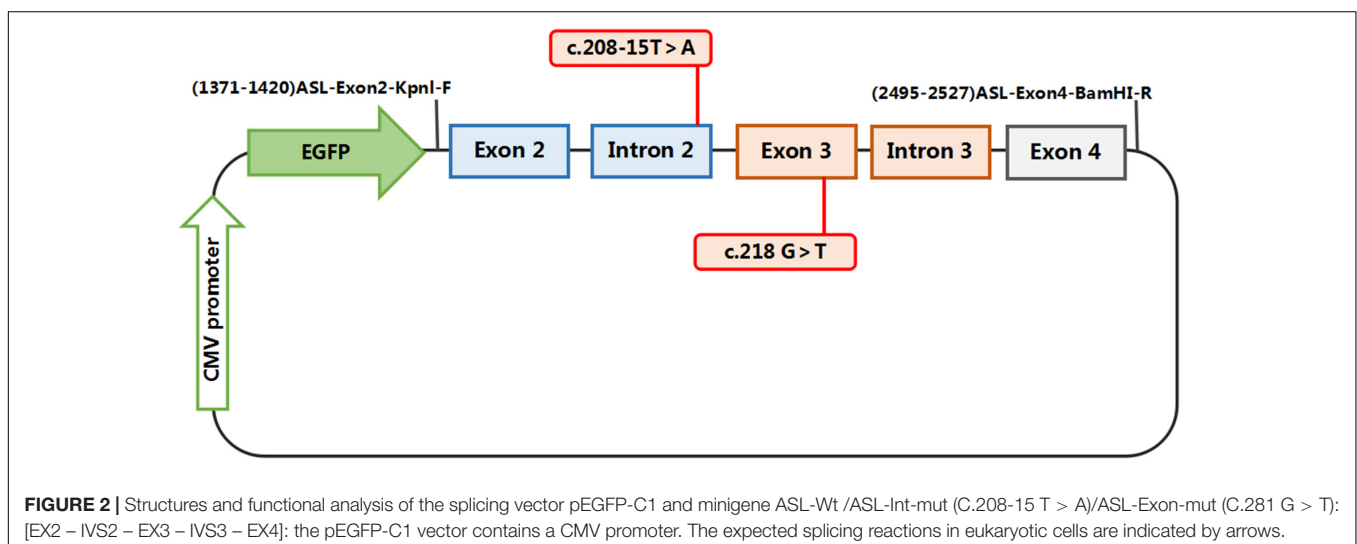 c.208-15T > A
(1371-1420)ASL-Exon2-KpnI-F
(2495-2527)ASL-Exon4-BamHI-R
EGFP
Exon 2
Intron 2
Exon 3
Intron 3
Exon 4
c.218 G > T
CMV promoter
FIGURE 2 | Structures and functional analysis of the splicing vector pEGFP-C1 and minigene ASL-Wt /ASL-Int-mut (C.208-15 T > A)/ASL-Exon-mut (C.281 G > T):
[EX2 – IVS2 – EX3 – IVS3 – EX4]: the pEGFP-C1 vector contains a CMV promoter. The expected splicing reactions in eukaryotic cells are indicated by arrows.